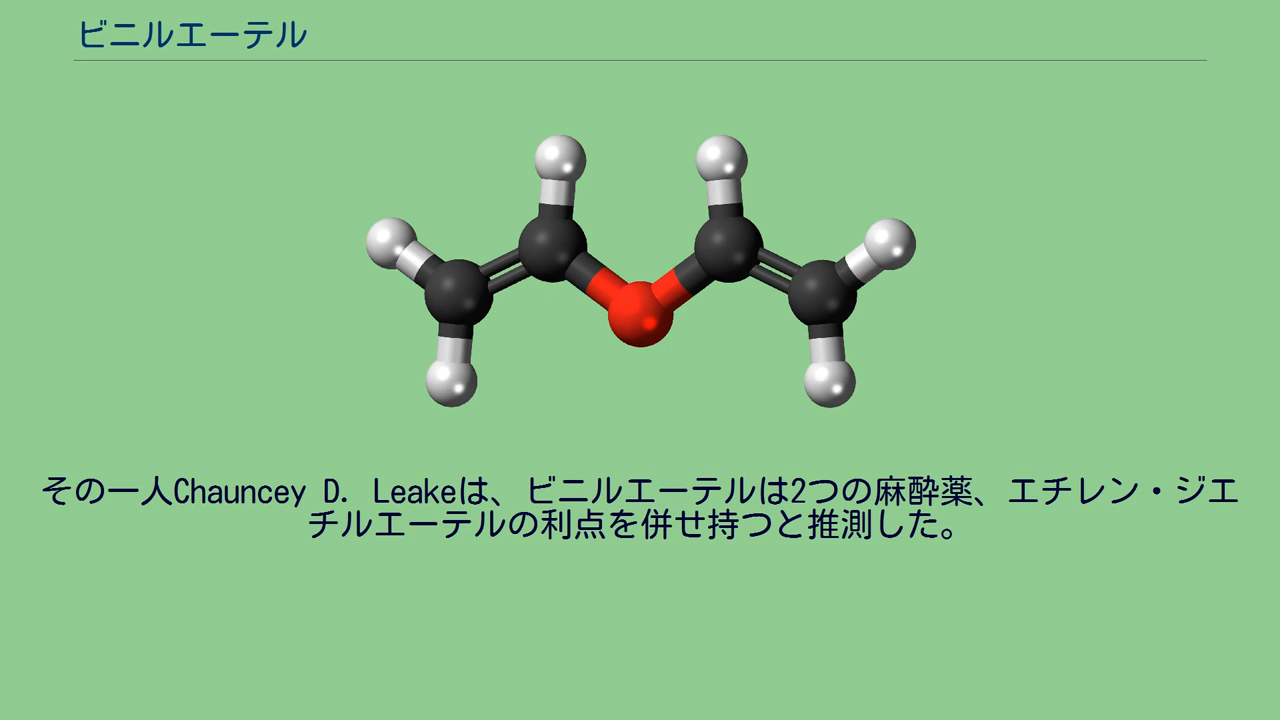 ビニルエーテル
その一人Chauncey D. Leakeは、ビニルエーテルは2つの麻酔薬、エチレン・ジエ
チルエーテルの利点を併せ持つと推測した。